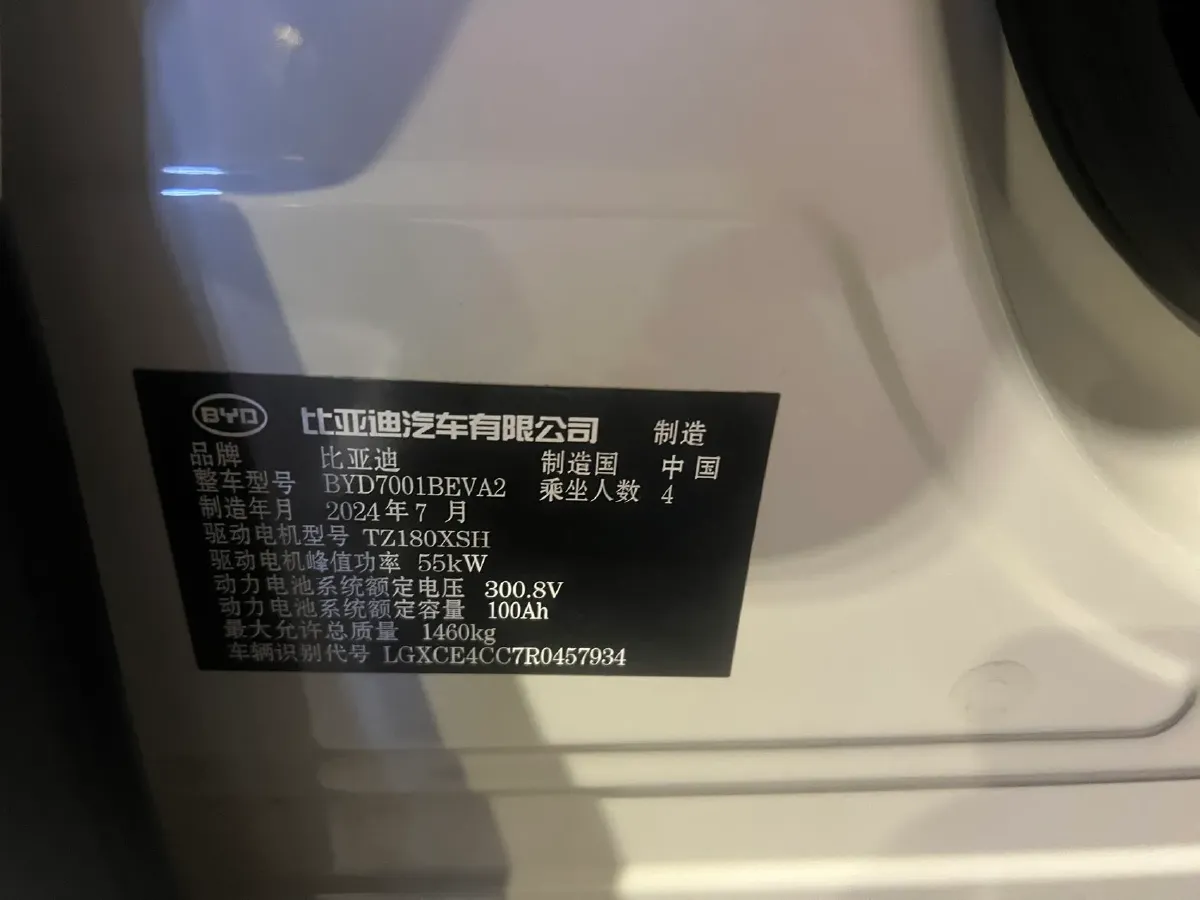 BYD 比亚迪汽车有限公司 制造
品牌 比亚迪 制造国 中国
整车型号 BYD7001BEVA2 乘坐人数 4
制造年月 2024年7月
驱动电机型号 TZ180XSH
驱动电机峰值功率 55kW
动力电池系统额定电压 300.8V
动力电池系统额定容量 100Ah
最大允许总质量 1460kg
车辆识别代号 LGXCE4CC7R0457934